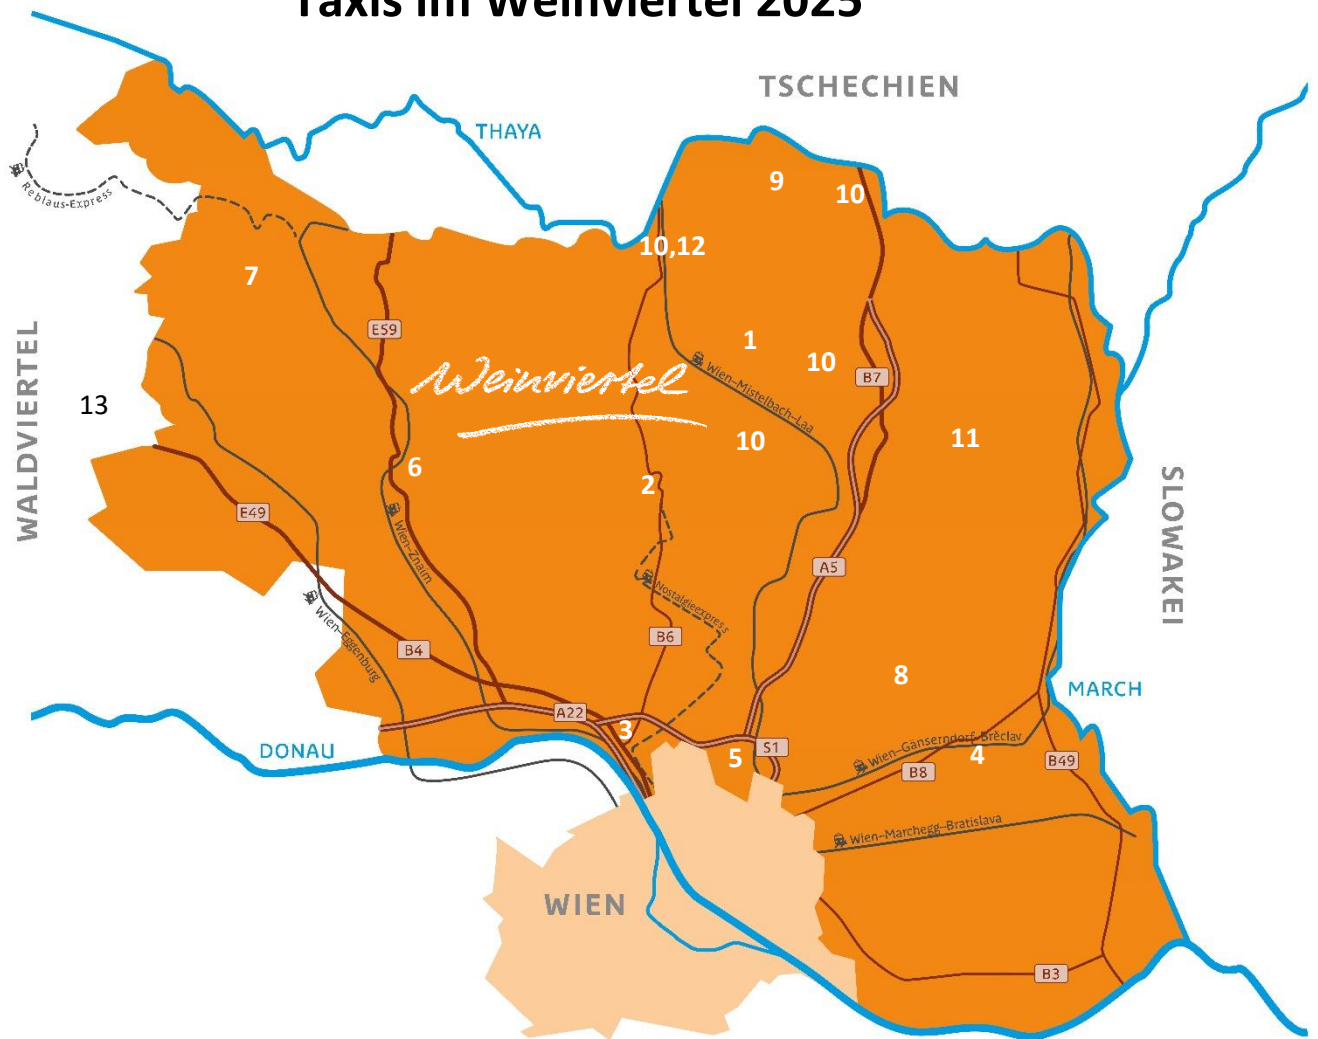 Taxis im Weinviertel 2025
TSCHECHIEN
THAYA
Reblaus-Express
9
10
10,12
7
E59
1
10
B7
Weinviertel
Wien–Mistelbach–Laa
WALDVIERTEL
13
10
11
6
2
SLOWAKEI
E49
Wien–Znaim
A5
Nostalgieexpress
Wien–Eggenburg
B6
B4
8
MARCH
A22
3
DONAU
5
S1
Wien–Gänserndorf–Břeclav
4
B49
B8
Wien–Marchegg–Bratislava
WIEN
B3